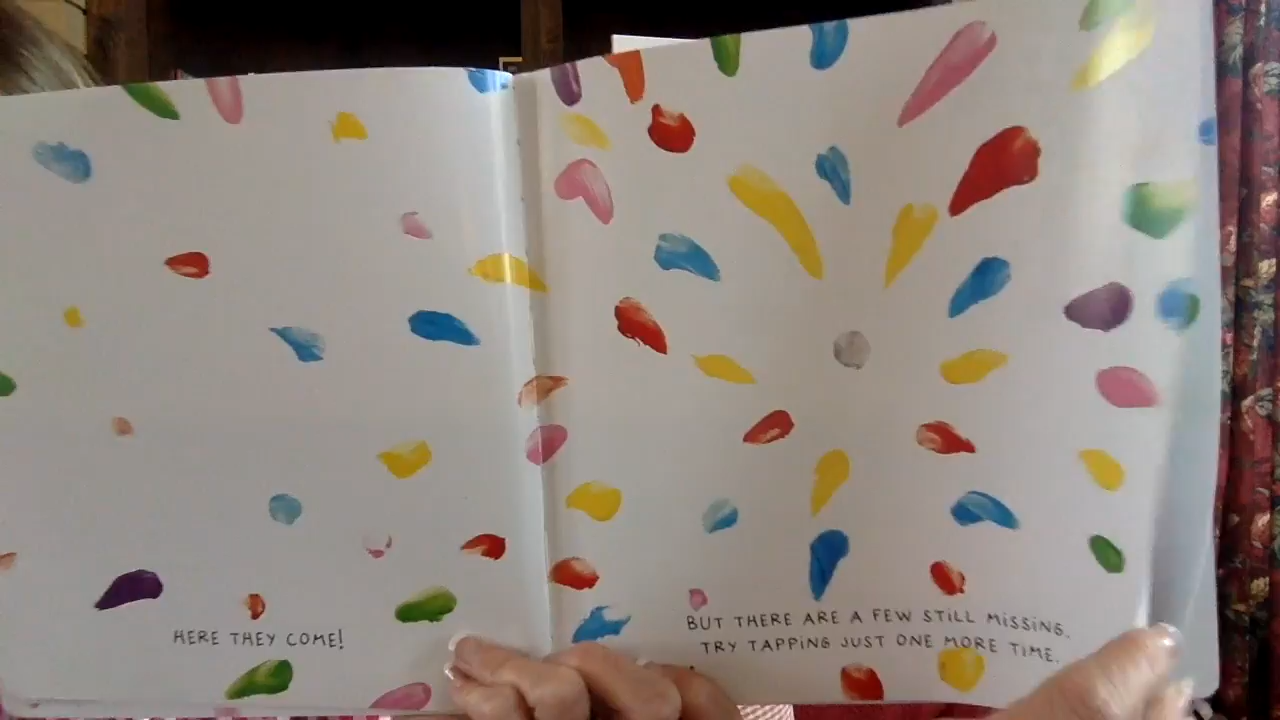 HERE THEY COME!
BUT THERE ARE A FEW STILL MISSING.
TRY TAPPING JUST ONE MORE TIME.